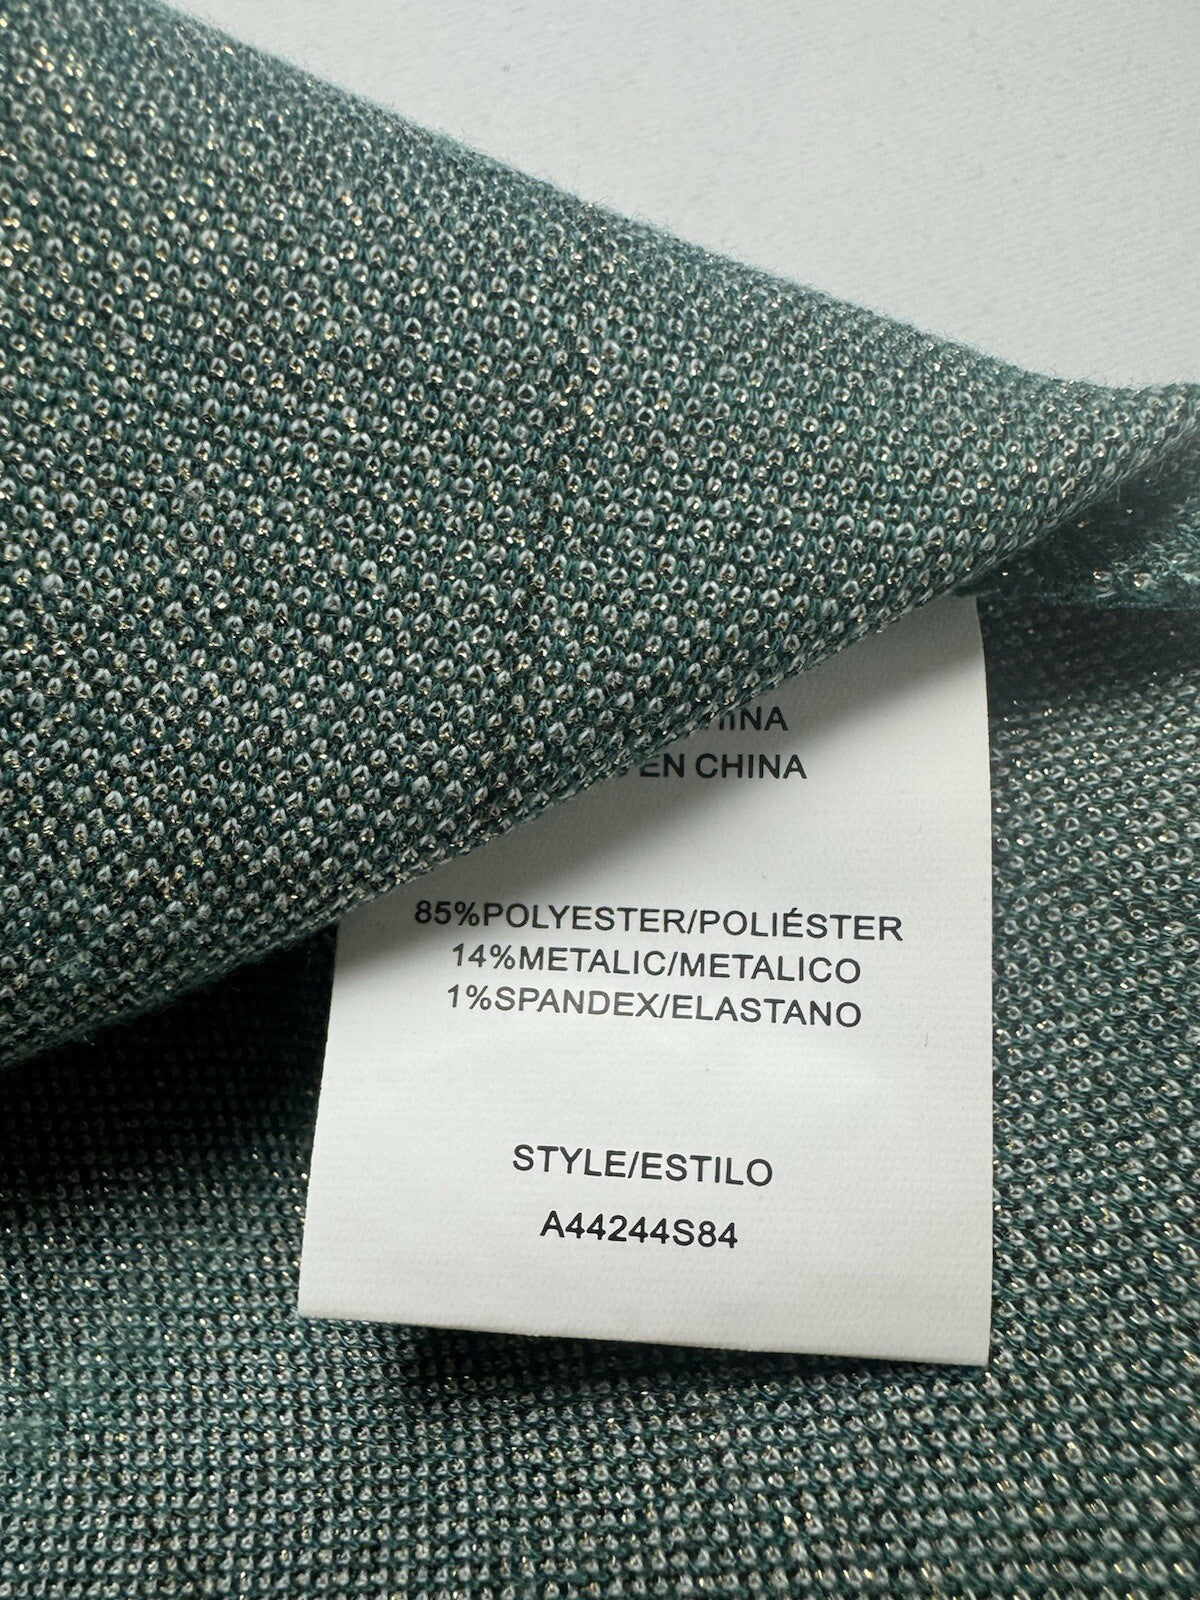 EN CHINA
85%POLYESTER/POLIÉSTER
14%METALIC/METALICO
1%SPANDEX/ELASTANO
STYLE/ESTILO
A44244S84